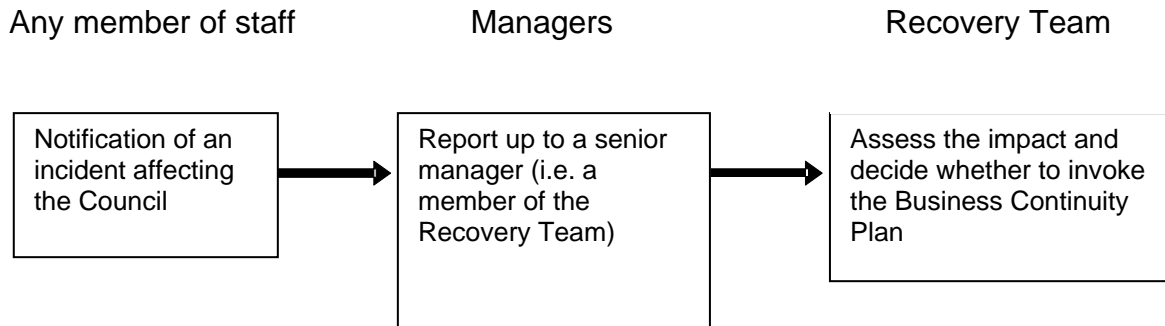 Any member of staff
Managers
Recovery Team
Notification of an
incident affecting
the Council
Report up to a senior
manager (i.e. a
member of the
Recovery Team)
Assess the impact and
decide whether to invoke
the Business Continuity
Plan